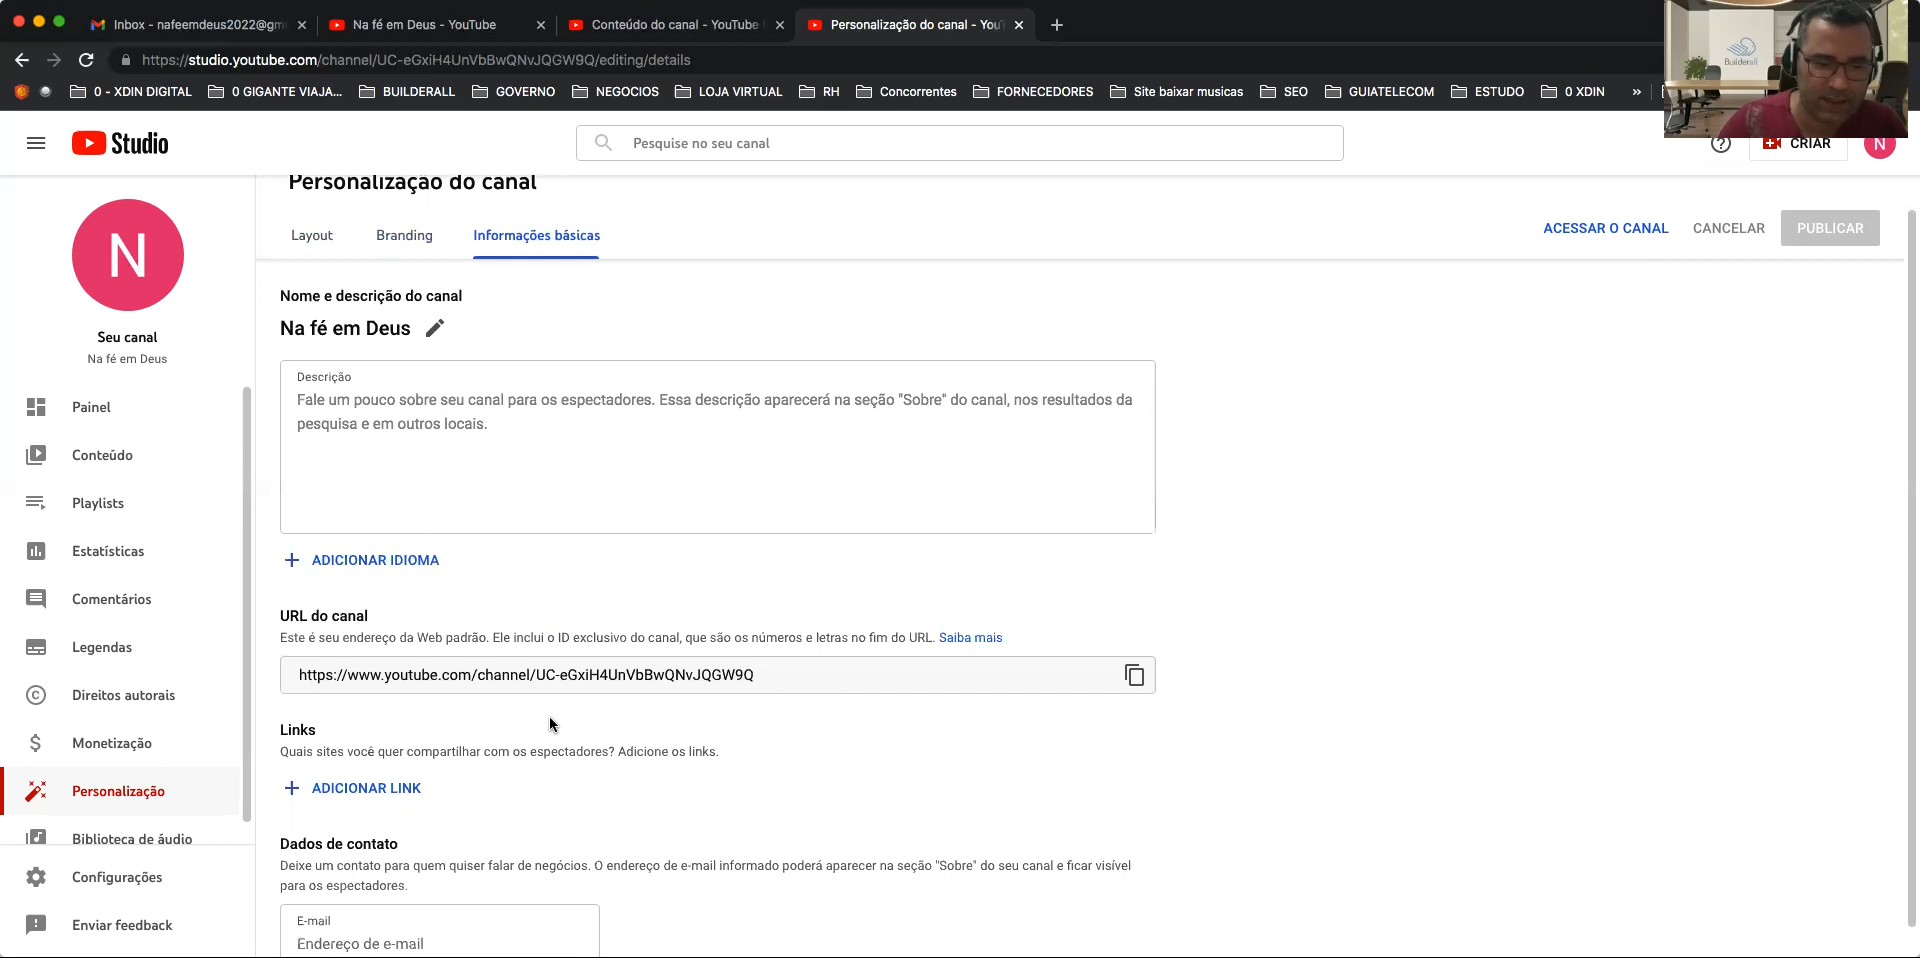 Inbox - nafeemdeus2022@gm
Na fé em Deus - YouTube
Conteúdo do canal - YouTube
Personalização do canal - You
https://studio.youtube.com/channel/UC-eGxiH4UnVbBwQNvJQGW9Q/editing/details
0 - XDIN DIGITAL
0 GIGANTE VIAJA...
BUILDERALL
GOVERNO
NEGOCIOS
LOJA VIRTUAL
RH
Concorrentes
FORNECEDORES
Site baixar musicas
SEO
GUIATELECOM
ESTUDO
0 XDIN
»
Builderall
Studio
Pesquise no seu canal
CRIAR
N
Personalização do canal
Layout
Branding
Informações básicas
ACESSAR O CANAL
CANCELAR
PUBLICAR
N
Seu canal
Na fé em Deus
Painel
Conteúdo
Playlists
Estatísticas
Comentários
Legendas
Direitos autorais
Monetização
Personalização
Biblioteca de áudio
Configurações
Enviar feedback
Nome e descrição do canal
Na fé em Deus
Descrição
Fale um pouco sobre seu canal para os espectadores. Essa descrição aparecerá na seção "Sobre" do canal, nos resultados da
pesquisa e em outros locais.
ADICIONAR IDIOMA
URL do canal
Este é seu endereço da Web padrão. Ele inclui o ID exclusivo do canal, que são os números e letras no fim do URL. Saiba mais
https://www.youtube.com/channel/UC-eGxiH4UnVbBwQNvJQGW9Q
Links
Quais sites você quer compartilhar com os espectadores? Adicione os links.
ADICIONAR LINK
Dados de contato
Deixe um contato para quem quiser falar de negócios. O endereço de e-mail informado poderá aparecer na seção "Sobre" do seu canal e ficar visível
para os espectadores.
E-mail
Endereço de e-mail